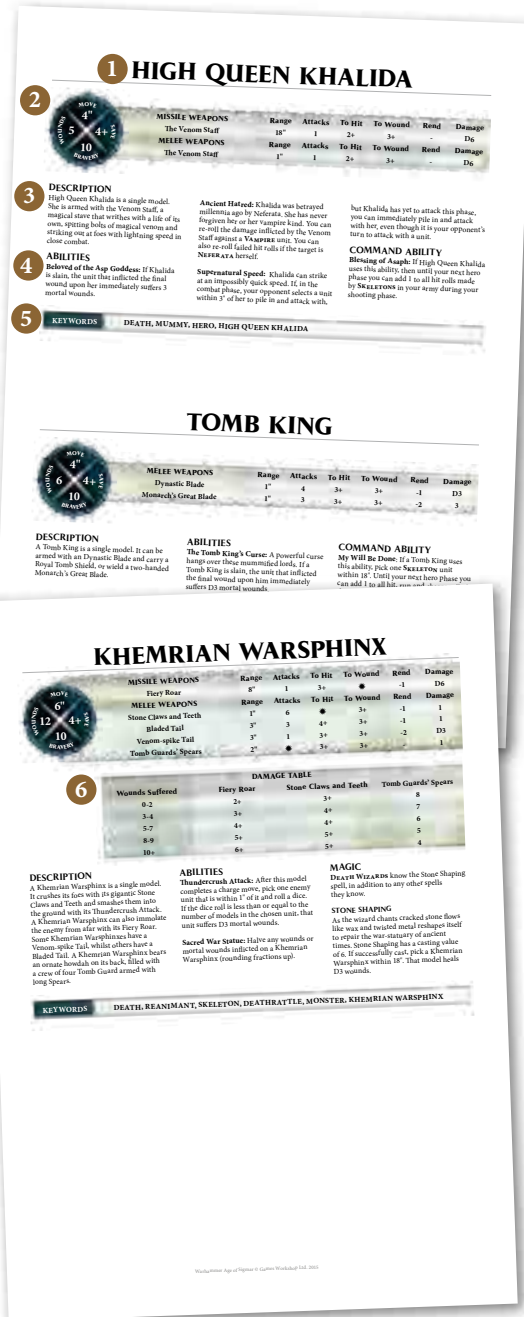 1 HIGH QUEEN KHALIDA
2
MOVE
4"
WOUNDS 5 4+ SAVE
10
BRAVERY
MISSILE WEAPONS Range Attacks To Hit To Wound Rend Damage
The Venom Staff 18" 1 2+ 3+ - D6
MELEE WEAPONS Range Attacks To Hit To Wound Rend Damage
The Venom Staff 1" 1 2+ 3+ - D6
3 DESCRIPTION
High Queen Khalida is a single model.
She is armed with the Venom Staff, a
magical stave that writhes with a life of its
own, spitting bolts of magical venom and
striking out at foes with lightning speed in
close combat.
4 ABILITIES
Beloved of the Asp Goddess: If Khalida
is slain, the unit that inflicted the final
wound upon her immediately suffers 3
mortal wounds.
Ancient Hatred: Khalida was betrayed
millennia ago by Neferata. She has never
forgiven her or her vampire kind. You can
re-roll the damage inflicted by the Venom
Staff against a VAMPIRE unit. You can
also re-roll failed hit rolls if the target is
NEFERATA herself.
Supernatural Speed: Khalida can strike
at an impossibly quick speed. If, in the
combat phase, your opponent selects a unit
within 3" of her to pile in and attack with,
but Khalida has yet to attack this phase,
you can immediately pile in and attack
with her, even though it is your opponent's
turn to attack with a unit.
COMMAND ABILITY
Blessing of Asaph: If High Queen Khalida
uses this ability, then until your next hero
phase you can add 1 to all hit rolls made
by SKELETONS in your army during your
shooting phase.
5 KEYWORDS DEATH, MUMMY, HERO, HIGH QUEEN KHALIDA
TOMB KING
MOVE
4"
WOUNDS 6 4+ SAVE
10
BRAVERY
MELEE WEAPONS Range Attacks To Hit To Wound Rend Damage
Dynastic Blade 1" 4 3+ 3+ -1 D3
Monarch's Great Blade 1" 3 3+ 3+ -2 3
DESCRIPTION
A Tomb King is a single model. It can be
armed with an Dynastic Blade and carry a
Royal Tomb Shield, or wield a two-handed
Monarch's Great Blade.
ABILITIES
The Tomb King's Curse: A powerful curse
hangs over these mummified lords. If a
Tomb King is slain, the unit that inflicted
the final wound upon him immediately
suffers D3 mortal wounds.
COMMAND ABILITY
My Will Be Done: If a Tomb King uses
this ability, pick one SKELETON unit
within 18". Until your next hero phase you
can add 1 to all hit, run and
KHEMRIAN WARSPHINX
MOVE
6"
WOUNDS 12 4+ SAVE
10
BRAVERY
MISSILE WEAPONS Range Attacks To Hit To Wound Rend Damage
Fiery Roar 8" 1 3+ ✹ -1 D6
MELEE WEAPONS Range Attacks To Hit To Wound Rend Damage
Stone Claws and Teeth 1" 6 ✹ 3+ -1 1
Bladed Tail 3" 3 4+ 3+ -1 1
Venom-spike Tail 3" 1 3+ 3+ -2 D3
Tomb Guards' Spears 2" ✹ 3+ 3+ - 1
6 DAMAGE TABLE
Wounds Suffered Fiery Roar Stone Claws and Teeth Tomb Guards' Spears
0-2 2+ 3+ 8
3-4 3+ 4+ 7
5-7 4+ 4+ 6
8-9 5+ 5+ 5
10+ 6+ 5+ 4
DESCRIPTION
A Khemrian Warsphinx is a single model.
It crushes its foes with its gigantic Stone
Claws and Teeth and smashes them into
the ground with its Thundercrush Attack.
A Khemrian Warsphinx can also immolate
the enemy from afar with its Fiery Roar.
Some Khemrian Warsphinxes have a
Venom-spike Tail, whilst others have a
Bladed Tail. A Khemrian Warsphinx bears
an ornate howdah on its back, filled with
a crew of four Tomb Guard armed with
long Spears.
ABILITIES
Thundercrush Attack: After this model
completes a charge move, pick one enemy
unit that is within 1" of it and roll a dice.
If the dice roll is less than or equal to the
number of models in the chosen unit, that
unit suffers D3 mortal wounds.
Sacred War Statue: Halve any wounds or
mortal wounds inflicted on a Khemrian
Warsphinx (rounding fractions up).
MAGIC
DEATH WIZARDS know the Stone Shaping
spell, in addition to any other spells
they know.
STONE SHAPING
As the wizard chants cracked stone flows
like wax and twisted metal reshapes itself
to repair the war-statuary of ancient
times. Stone Shaping has a casting value
of 6. If successfully cast, pick a Khemrian
Warsphinx within 18". That model heals
D3 wounds.
KEYWORDS DEATH, REANIMANT, SKELETON, DEATHRATTLE, MONSTER, KHEMRIAN WARSPHINX
Warhammer Age of Sigmar © Games Workshop Ltd. 2015